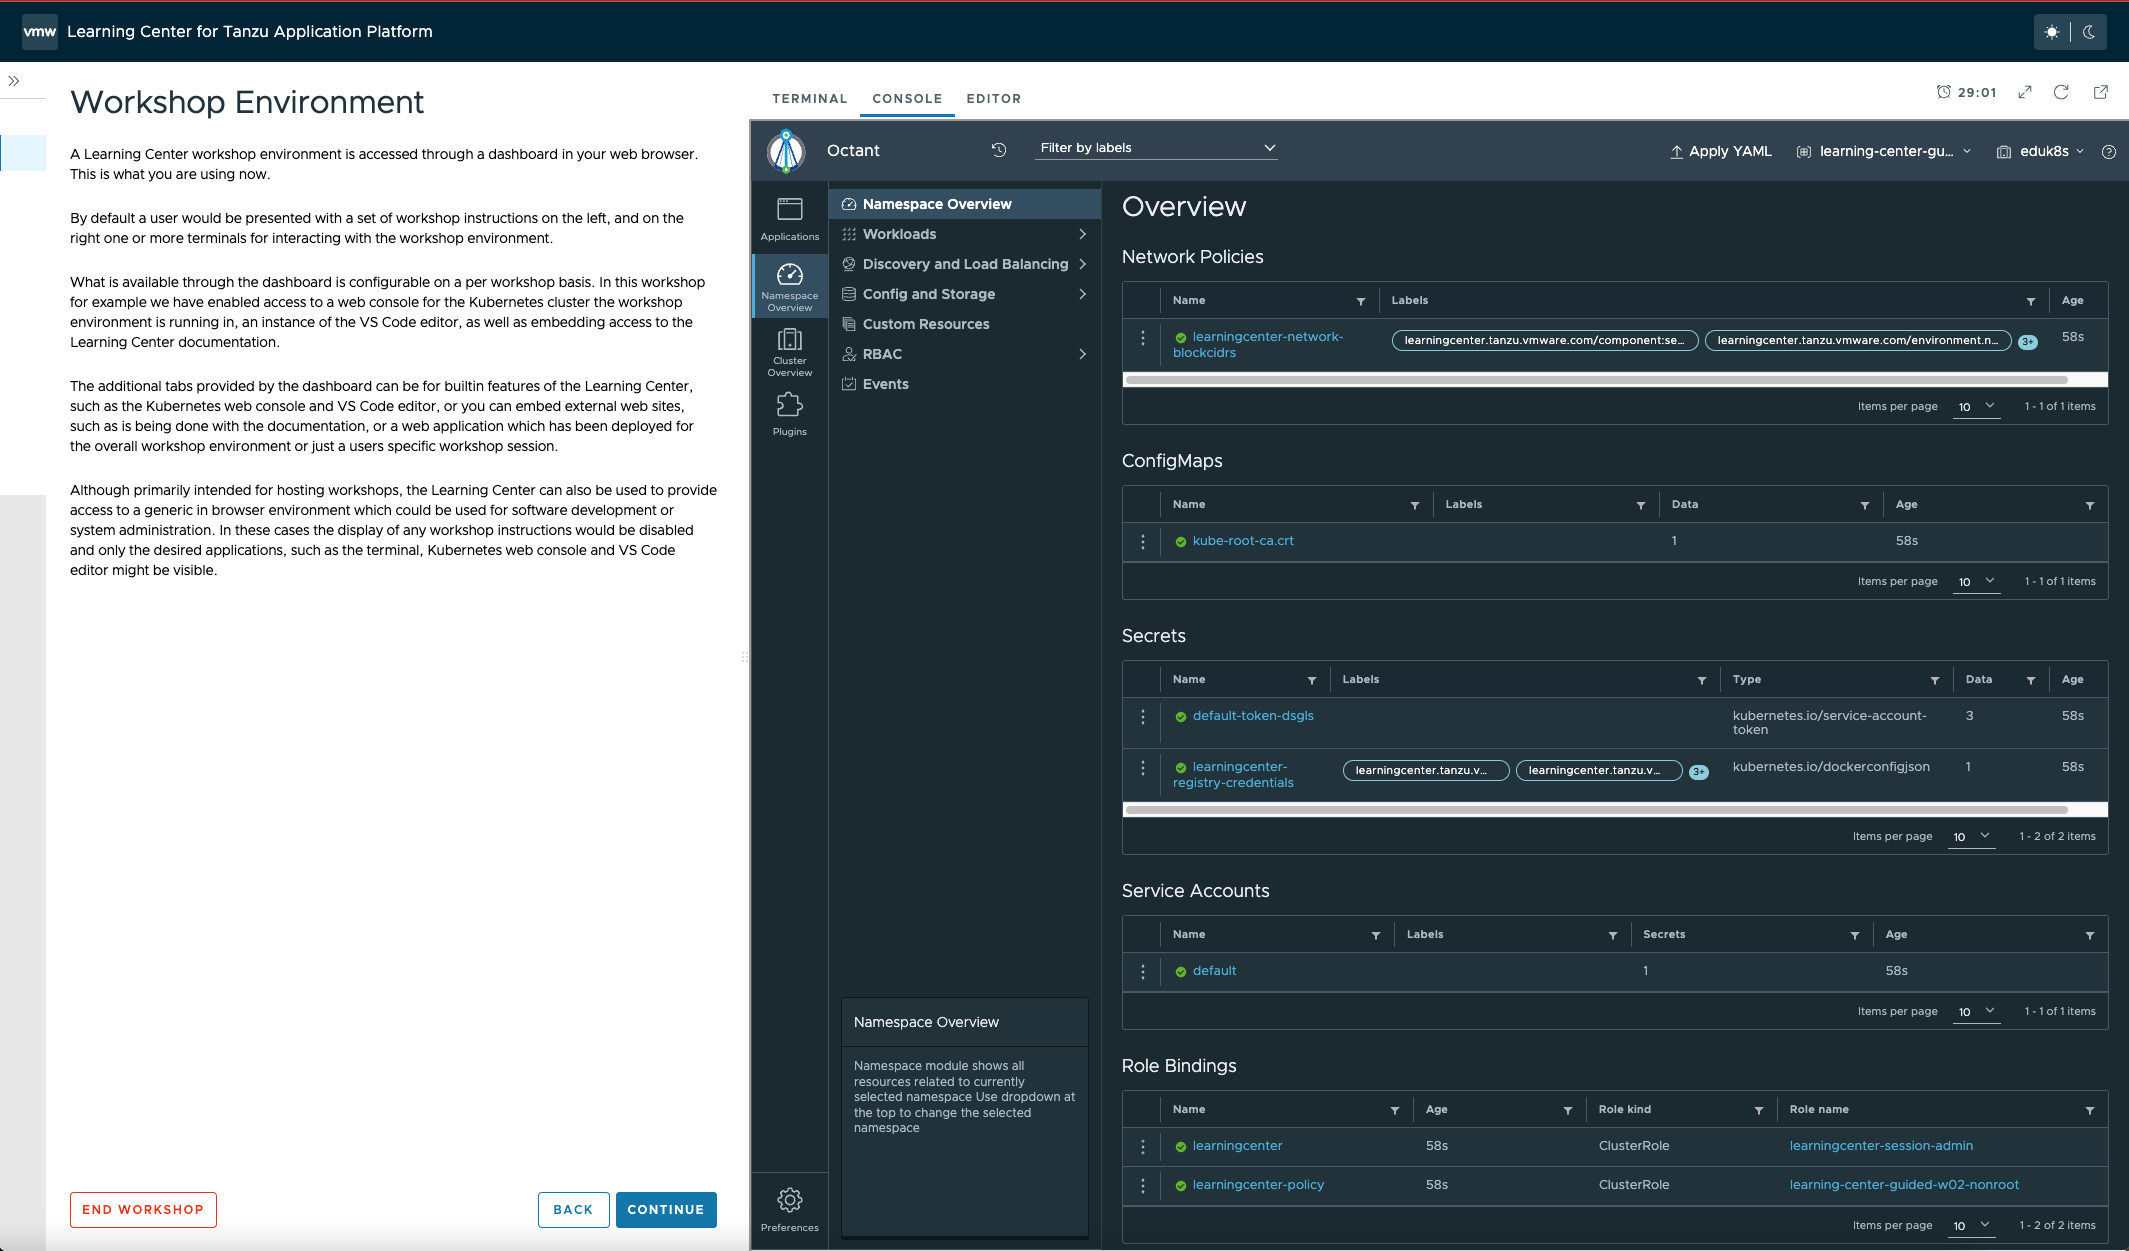 vmw Learning Center for Tanzu Application Platform
Workshop Environment
A Learning Center workshop environment is accessed through a dashboard in your web browser.
This is what you are using now.
By default a user would be presented with a set of workshop instructions on the left, and on the
right one or more terminals for interacting with the workshop environment.
What is available through the dashboard is configurable on a per workshop basis. In this workshop
for example we have enabled access to a web console for the Kubernetes cluster the workshop
environment is running in, an instance of the VS Code editor, as well as embedding access to the
Learning Center documentation.
The additional tabs provided by the dashboard can be for builtin features of the Learning Center,
such as the Kubernetes web console and VS Code editor, or you can embed external web sites,
such as is being done with the documentation, or a web application which has been deployed for
the overall workshop environment or just a users specific workshop session.
Although primarily intended for hosting workshops, the Learning Center can also be used to provide
access to a generic in browser environment which could be used for software development or
system administration. In these cases the display of any workshop instructions would be disabled
and only the desired applications, such as the terminal, Kubernetes web console and VS Code
editor might be visible.
END WORKSHOP BACK CONTINUE
TERMINAL CONSOLE EDITOR 29:01
Octant Filter by labels Apply YAML learning-center-gu... eduk8s
Applications
Namespace
Overview
Cluster
Overview
Plugins
Preferences
Namespace Overview
Workloads
Discovery and Load Balancing
Config and Storage
Custom Resources
RBAC
Events
Namespace Overview
Namespace module shows all
resources related to currently
selected namespace Use dropdown at
the top to change the selected
namespace
Overview
Network Policies
Name Labels Age
learningcenter-network-
blockcidrs
learningcenter.tanzu.vmware.com/component:se... learningcenter.tanzu.vmware.com/environment.n... 3+ 58s
Items per page 10 1 - 1 of 1 items
ConfigMaps
Name Labels Data Age
kube-root-ca.crt 1 58s
Items per page 10 1 - 1 of 1 items
Secrets
Name Labels Type Data Age
default-token-dsgls
kubernetes.io/service-account-
token
3 58s
learningcenter-
registry-credentials
learningcenter.tanzu.v... learningcenter.tanzu.v... 3+ kubernetes.io/dockerconfigjson 1 58s
Items per page 10 1 - 2 of 2 items
Service Accounts
Name Labels Secrets Age
default 1 58s
Items per page 10 1 - 1 of 1 items
Role Bindings
Name Age Role kind Role name
learningcenter 58s ClusterRole learningcenter-session-admin
learningcenter-policy 58s ClusterRole learning-center-guided-w02-nonroot
Items per page 10 1 - 2 of 2 items